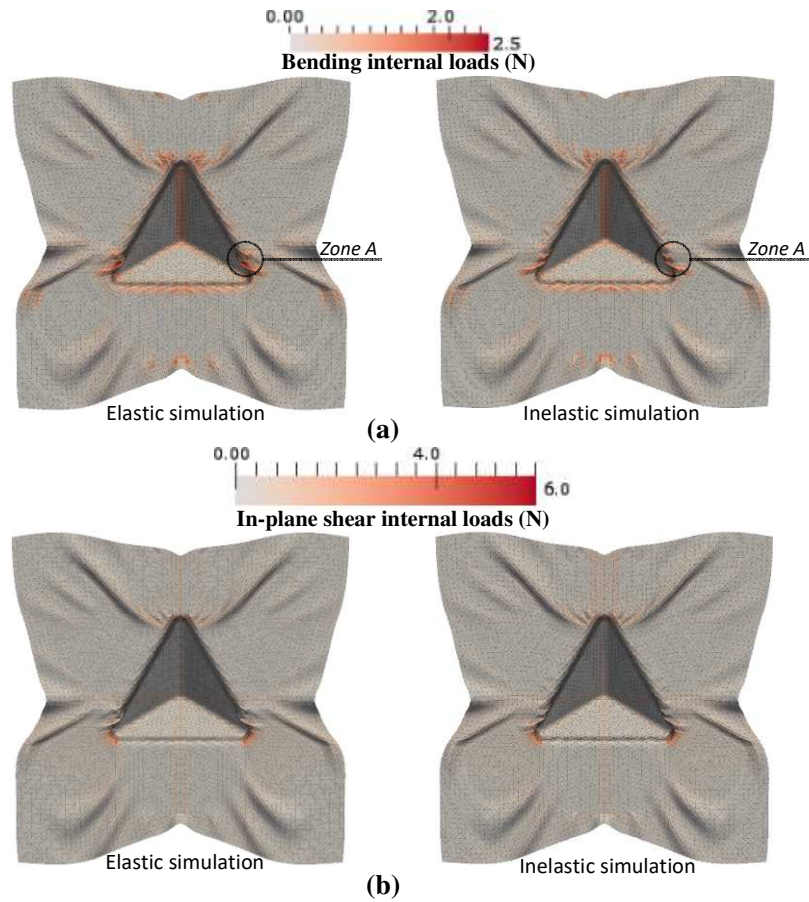 0.00 2.0
2.5
Bending internal loads (N)
Zone A
Zone A
Elastic simulation
Inelastic simulation
(a)
0.00 4.0
6.0
In-plane shear internal loads (N)
Elastic simulation
Inelastic simulation
(b)